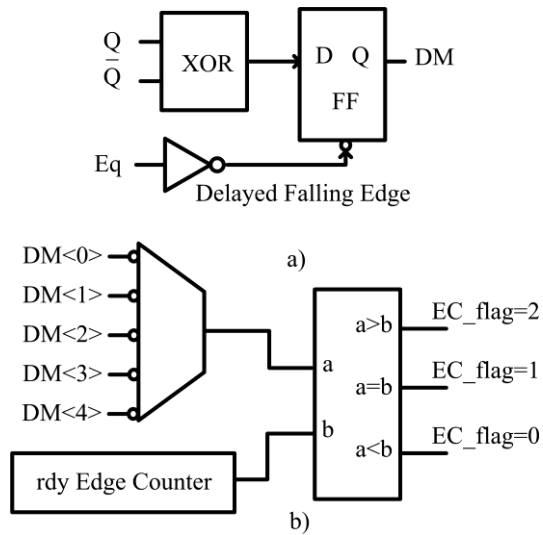 Q
Q̅
XOR
D Q
FF
DM
Eq
Delayed Falling Edge
a)
DM<0>
DM<1>
DM<2>
DM<3>
DM<4>
a
b
a>b
a=b
a<b
EC_flag=2
EC_flag=1
EC_flag=0
rdy Edge Counter
b)